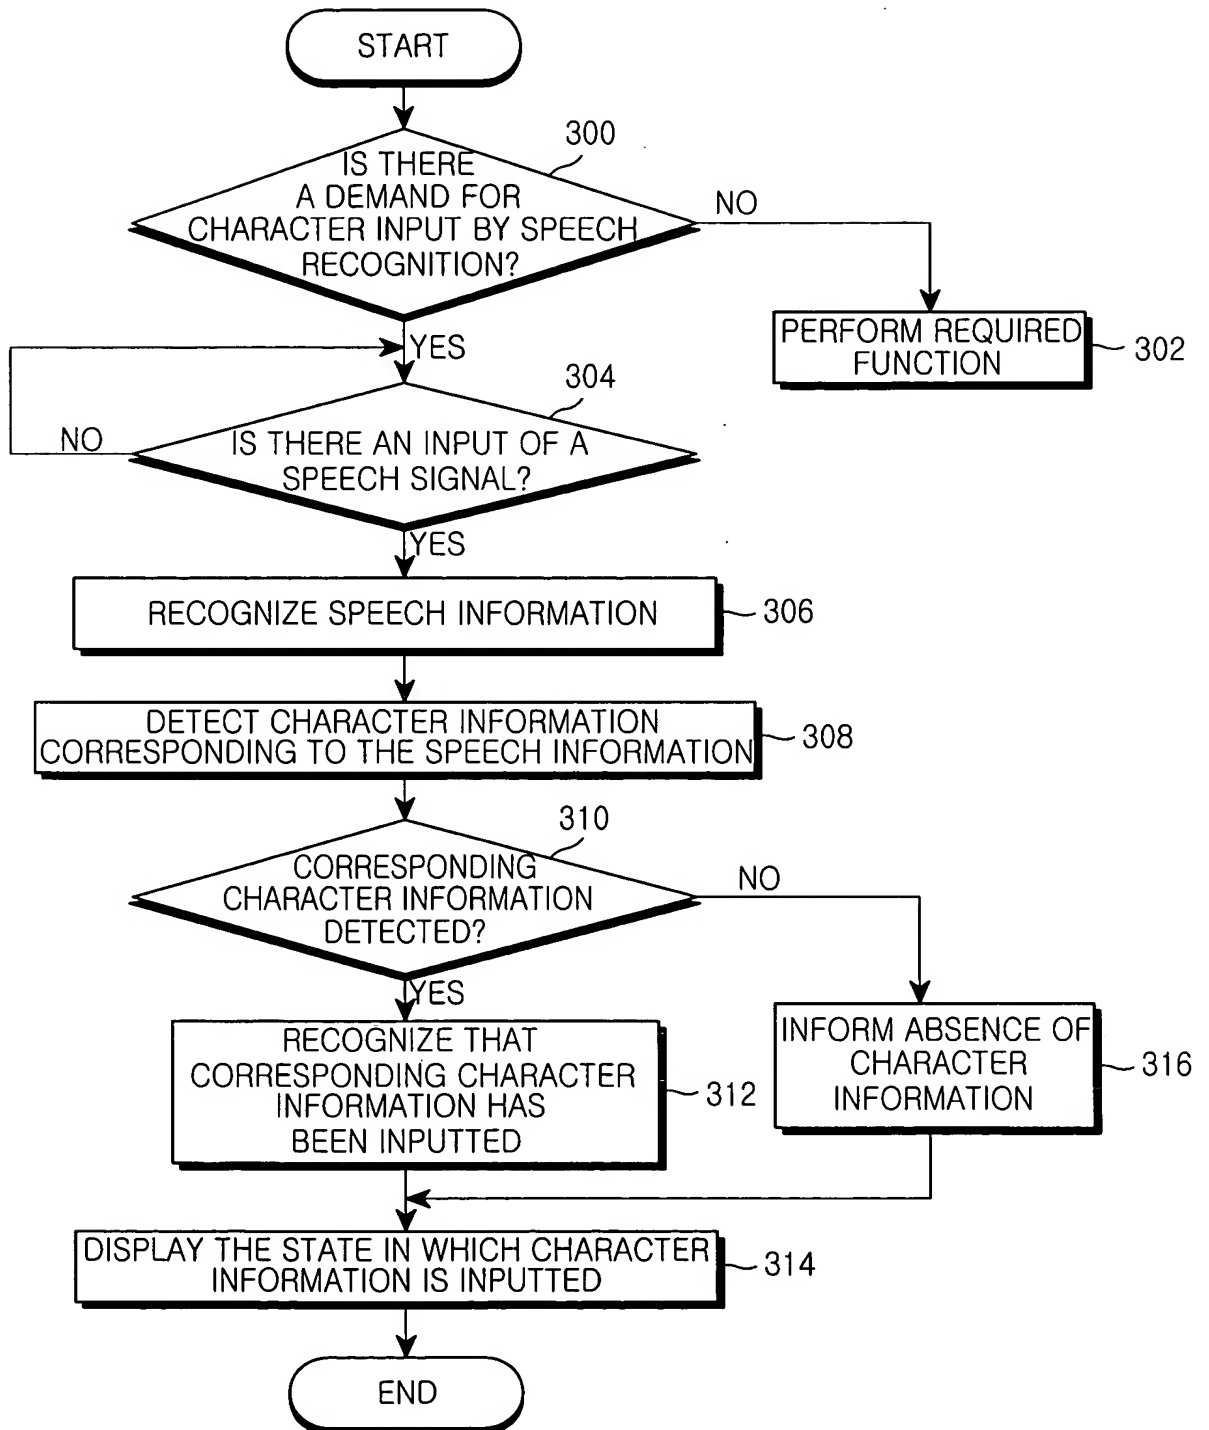 START
300
IS THERE
A DEMAND FOR
CHARACTER INPUT BY SPEECH
RECOGNITION?
NO
YES
PERFORM REQUIRED
FUNCTION
302
304
NO
IS THERE AN INPUT OF A
SPEECH SIGNAL?
YES
RECOGNIZE SPEECH INFORMATION
306
DETECT CHARACTER INFORMATION
CORRESPONDING TO THE SPEECH INFORMATION
308
310
CORRESPONDING
CHARACTER INFORMATION
DETECTED?
NO
YES
RECOGNIZE THAT
CORRESPONDING CHARACTER
INFORMATION HAS
BEEN INPUTTED
312
INFORM ABSENCE OF
CHARACTER
INFORMATION
316
DISPLAY THE STATE IN WHICH CHARACTER
INFORMATION IS INPUTTED
314
END